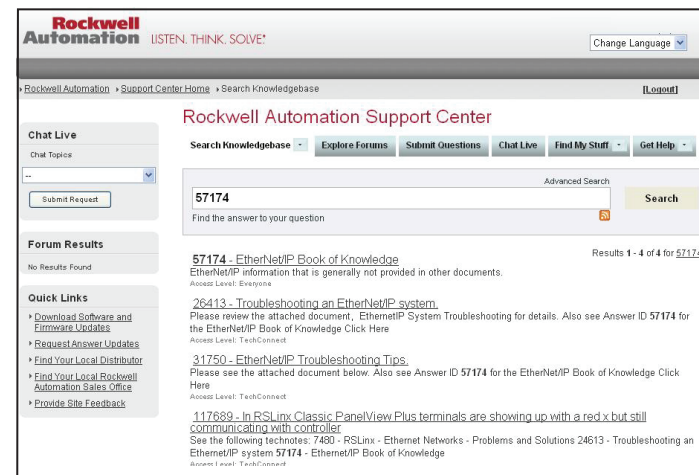 Rockwell
Automation LISTEN. THINK. SOLVE.
Change Language
Rockwell Automation Support Center Home Search Knowledgebase [Logout]
Rockwell Automation Support Center
Search Knowledgebase Explore Forums Submit Questions Chat Live Find My Stuff Get Help
Chat Live
Chat Topics
--
Submit Request
Forum Results
No Results Found
Quick Links
Download Software and
Firmware Updates
Request Answer Updates
Find Your Local Distributor
Find Your Local Rockwell
Automation Sales Office
Provide Site Feedback
Advanced Search
57174 Search
Find the answer to your question
Results 1 - 4 of 4 for 57174
57174 - EtherNet/IP Book of Knowledge
EtherNet/IP information that is generally not provided in other documents.
Access Level: Everyone
26413 - Troubleshooting an EtherNet/IP system.
Please review the attached document, EthernetIP System Troubleshooting for details. Also see Answer ID 57174 for
the EtherNet/IP Book of Knowledge Click Here
Access Level: TechConnect
31750 - EtherNet/IP Troubleshooting Tips.
Please see the attached document below. Also see Answer ID 57174 for the EtherNet/IP Book of Knowledge Click
Here
Access Level: TechConnect
117689 - In RSLinx Classic PanelView Plus terminals are showing up with a red x but still
communicating with controller
See the following technotes: 7480 - RSLinx - Ethernet Networks - Problems and Solutions 24613 - Troubleshooting an
Ethernet/IP system 57174 - Ethernet/IP Book of Knowledge
Access Level: TechConnect